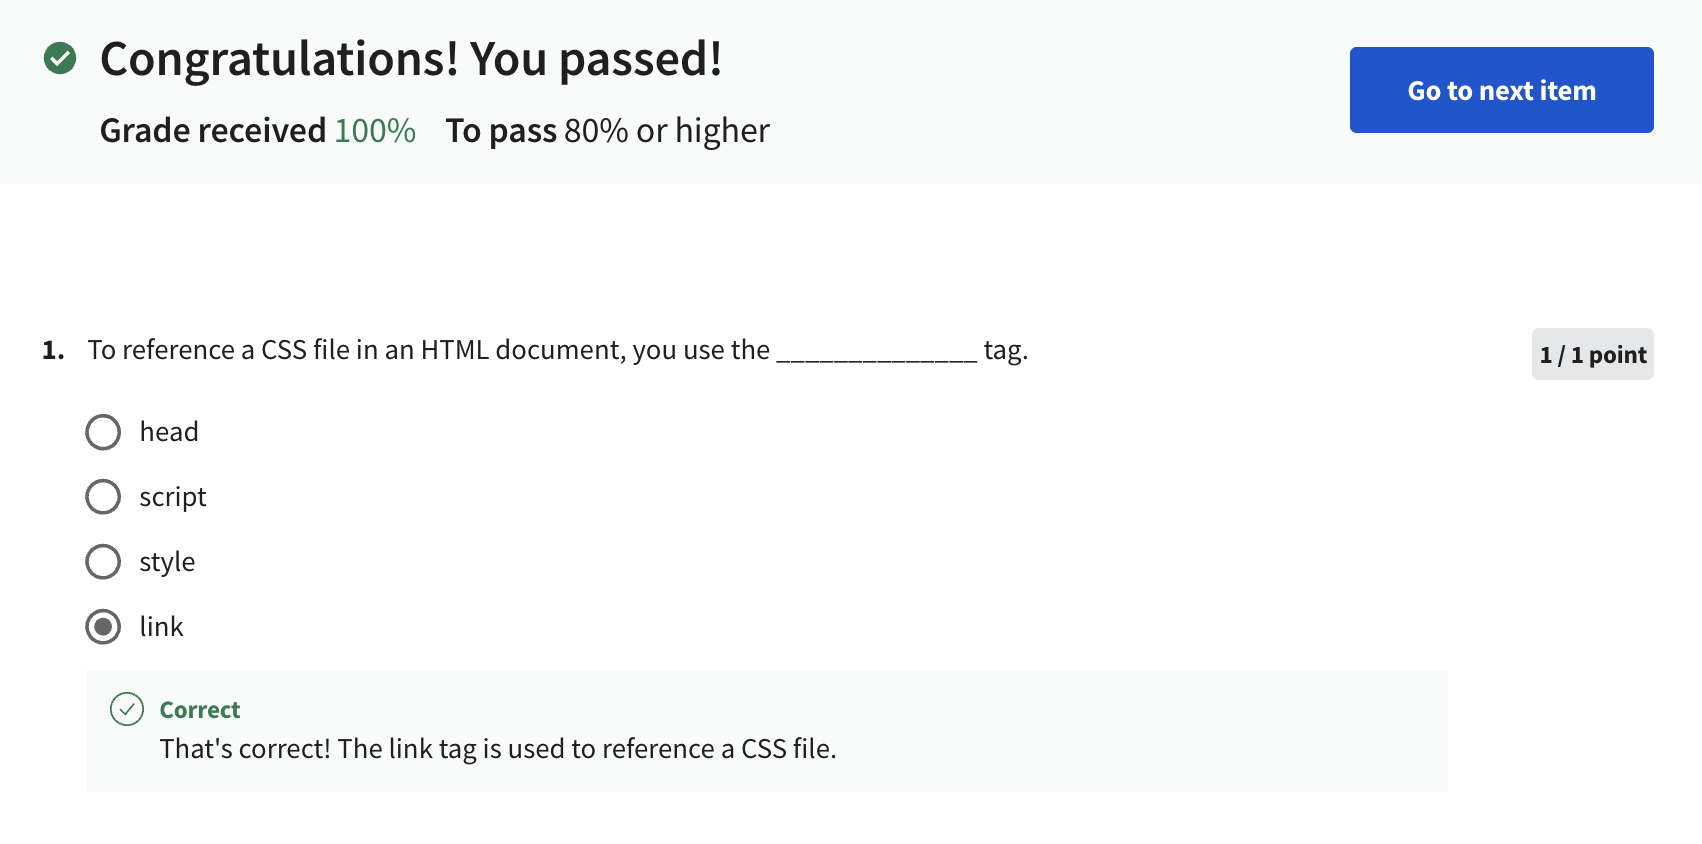 Congratulations! You passed!
Go to next item
Grade received 100% To pass 80% or higher
1. To reference a CSS file in an HTML document, you use the ______________ tag.
1 / 1 point
head
script
style
link
Correct
That's correct! The link tag is used to reference a CSS file.